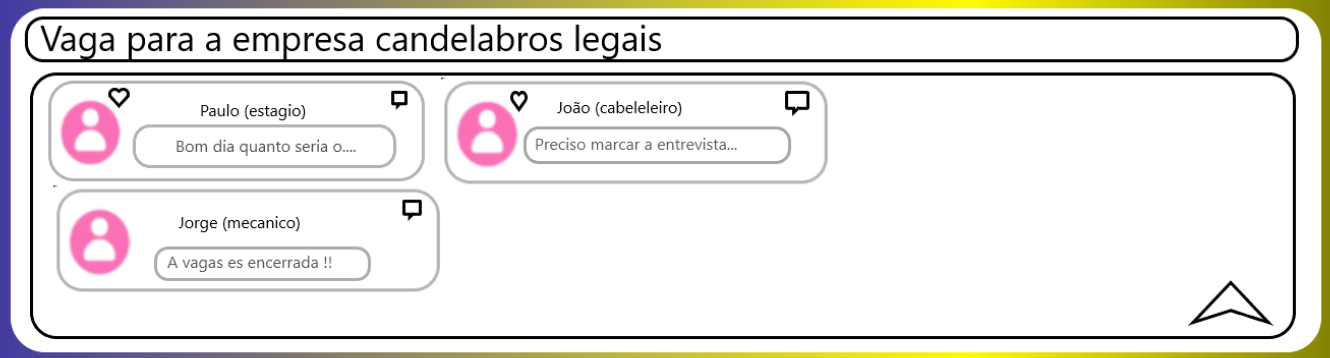 Vaga para a empresa candelabros legais
Paulo (estagio)
Bom dia quanto seria o....
João (cabeleleiro)
Preciso marcar a entrevista...
Jorge (mecanico)
A vagas es encerrada !!